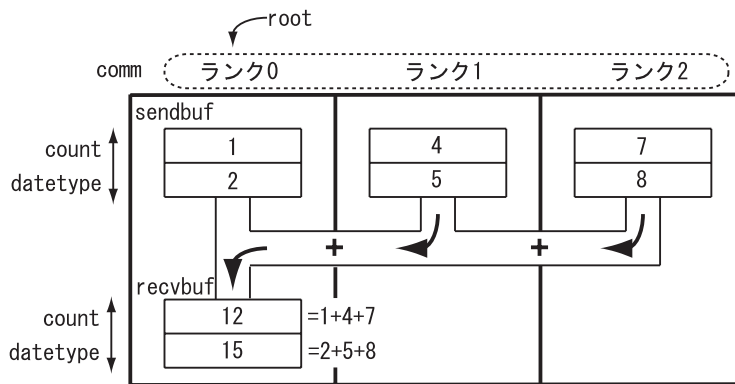 root
comm ランク0 ランク1 ランク2
sendbuf
count 1 4 7
datetype 2 5 8
+ +
recvbuf
count 12 =1+4+7
datetype 15 =2+5+8